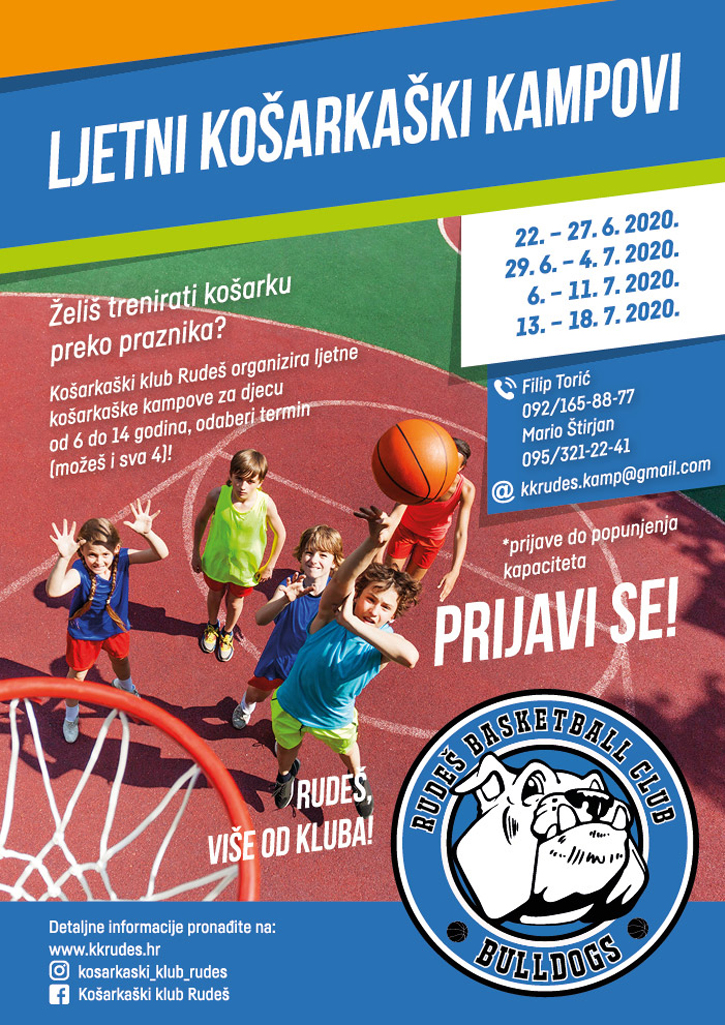 LJETNI KOŠARKAŠKI KAMPOVI
22. – 27. 6. 2020.
29. 6. – 4. 7. 2020.
6. – 11. 7. 2020.
13. – 18. 7. 2020.
Želiš trenirati košarku
preko praznika?
Košarkaški klub Rudeš organizira ljetne
košarkaške kampove za djecu
od 6 do 14 godina, odaberi termin
(možeš i sva 4)!
Filip Torić
092/165-88-77
Mario Štirjan
095/321-22-41
@ kkrudes.kamp@gmail.com
*prijave do popunjenja
kapaciteta
PRIJAVI SE!
RUDEŠ,
VIŠE OD KLUBA!
RUDEŠ BASKETBALL CLUB
BULLDOGS
Detaljne informacije pronađite na:
www.kkrudes.hr
kosarkaski_klub_rudes
Košarkaški klub Rudeš